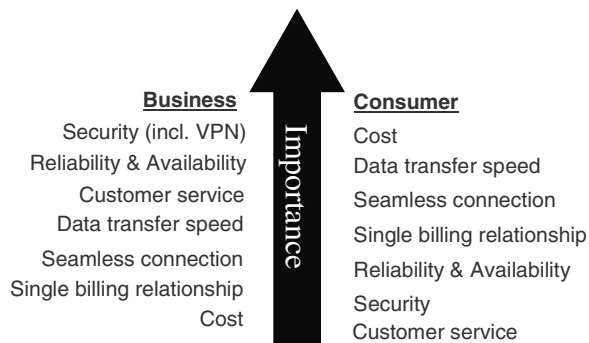 Business
Security (incl. VPN)
Reliability & Availability
Customer service
Data transfer speed
Seamless connection
Single billing relationship
Cost
Importance
Consumer
Cost
Data transfer speed
Seamless connection
Single billing relationship
Reliability & Availability
Security
Customer service